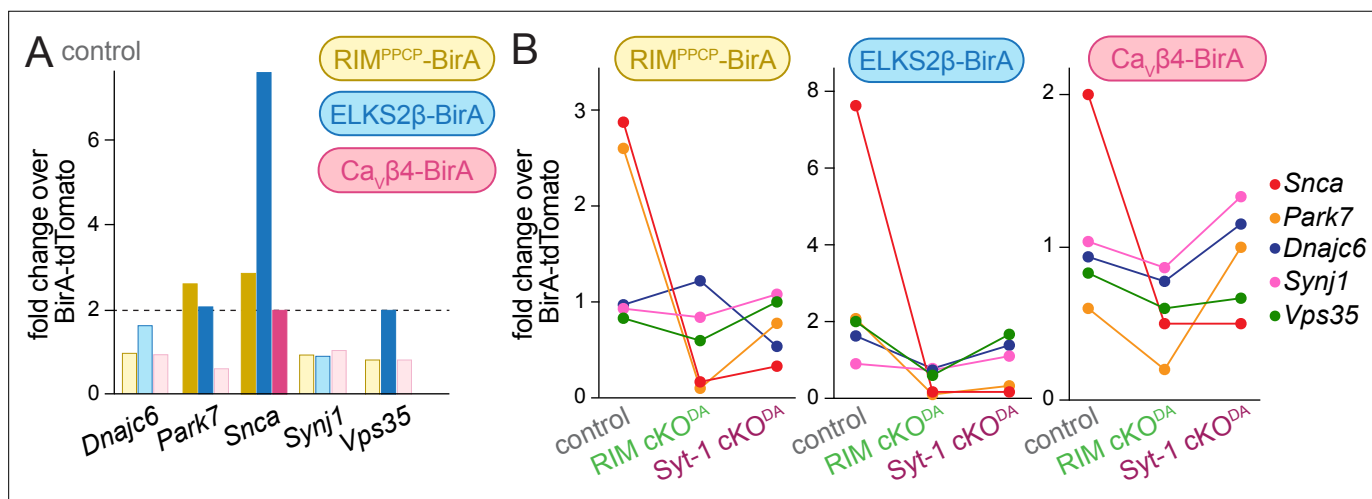 A
control
RIMPPCP-BirA
ELKS2β-BirA
CaVβ4-BirA
fold change over
BirA-tdTomato
6
4
2
0
Dnajc6
Park7
Snca
Synj1
Vps35
B
RIMPPCP-BirA
ELKS2β-BirA
CaVβ4-BirA
fold change over
BirA-tdTomato
3
2
1
0
control
RIM cKODA
Syt-1 cKODA
8
6
4
2
0
control
RIM cKODA
Syt-1 cKODA
2
1
0
control
RIM cKODA
Syt-1 cKODA
Snca
Park7
Dnajc6
Synj1
Vps35